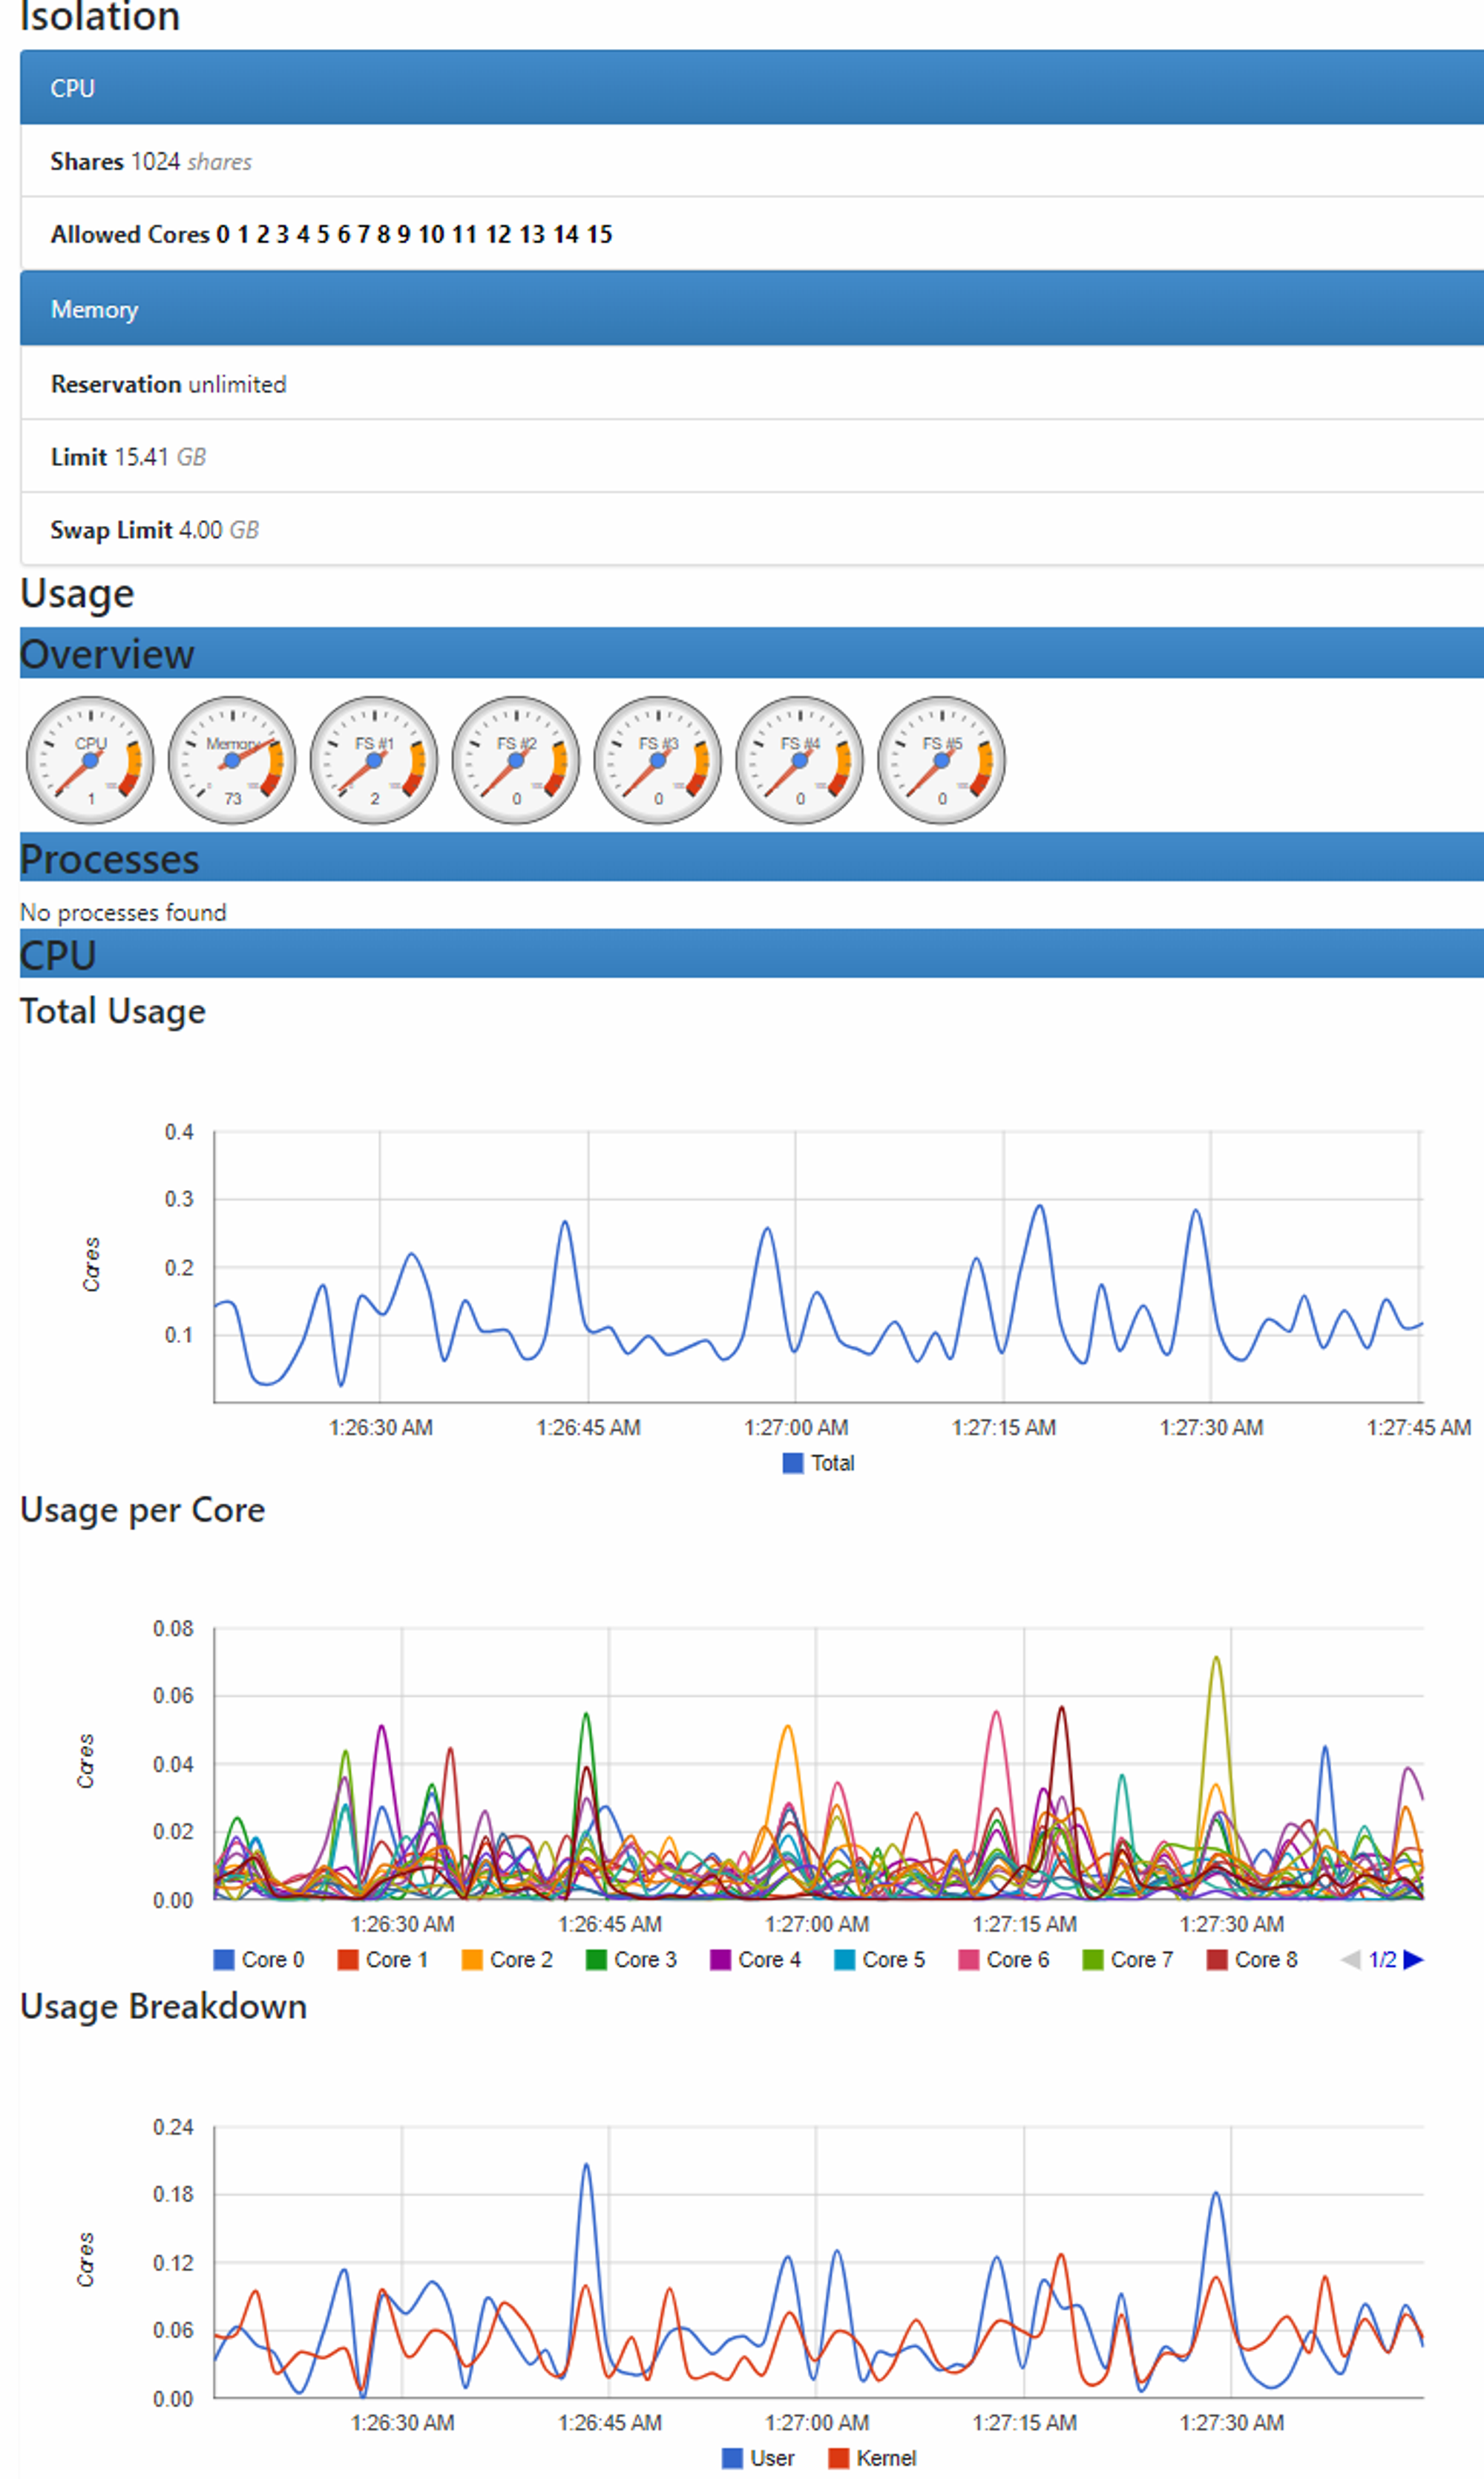 Isolation
CPU
Shares 1024 shares
Allowed Cores 0 1 2 3 4 5 6 7 8 9 10 11 12 13 14 15
Memory
Reservation unlimited
Limit 15.41 GB
Swap Limit 4.00 GB
Usage
Overview
CPU Memory FS #1 FS #2 FS #3 FS #4 FS #5
1 73 2 0 0 0 0
Processes
No processes found
CPU
Total Usage
0.4
0.3
Cores
0.2
0.1
1:26:30 AM 1:26:45 AM 1:27:00 AM 1:27:15 AM 1:27:30 AM 1:27:45 AM
Total
Usage per Core
0.08
0.06
Cores
0.04
0.02
0.00
1:26:30 AM 1:26:45 AM 1:27:00 AM 1:27:15 AM 1:27:30 AM
Core 0 Core 1 Core 2 Core 3 Core 4 Core 5 Core 6 Core 7 Core 8 1/2
Usage Breakdown
0.24
0.18
Cores
0.12
0.06
0.00
1:26:30 AM 1:26:45 AM 1:27:00 AM 1:27:15 AM 1:27:30 AM
User Kernel